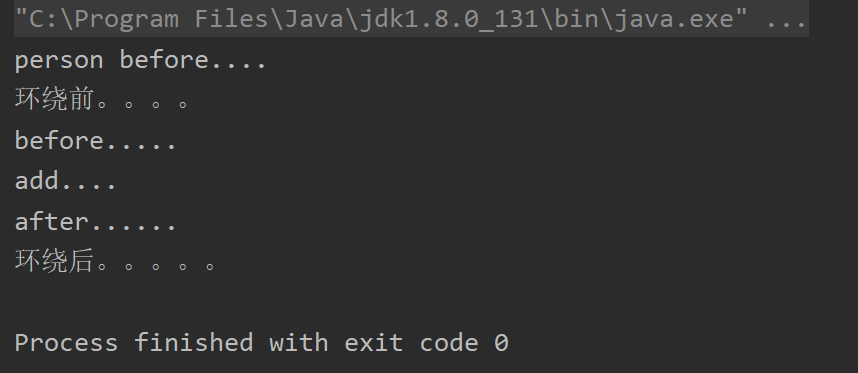 "C:\Program Files\Java\jdk1.8.0_131\bin\java.exe" ...
person before....
环绕前。。。。
before.....
add....
after......
环绕后。。。。。
Process finished with exit code 0